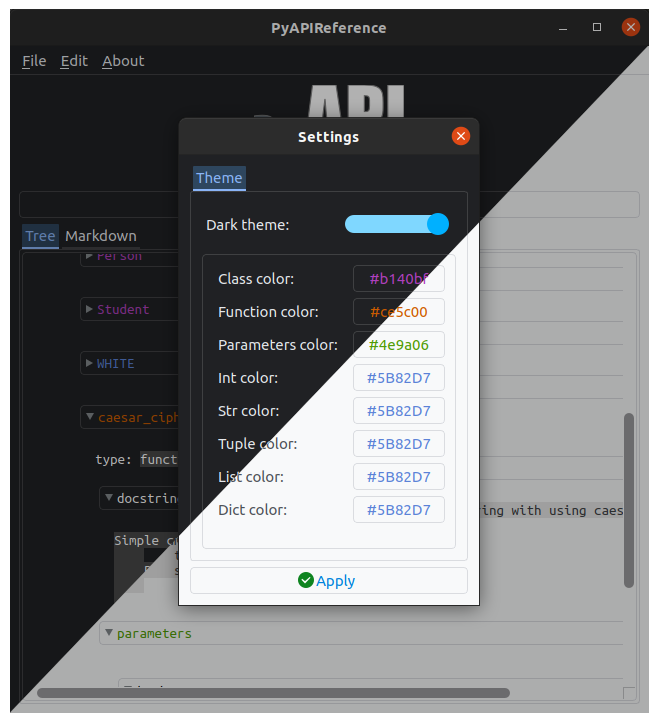 PyAPIReference
File Edit About
API
Settings
Theme
Dark theme:
Tree Markdown
Person
Class color: #b140bf
Student
Function color: #ce5c00
Parameters color: #4e9a06
WHITE
Int color: #5B82D7
Str color: #5B82D7
caesar_ciph
Tuple color: #5B82D7
type: funct
List color: #5B82D7
docstring
Dict color: #5B82D7
ring with using caes
Simple c
Apply
parameters